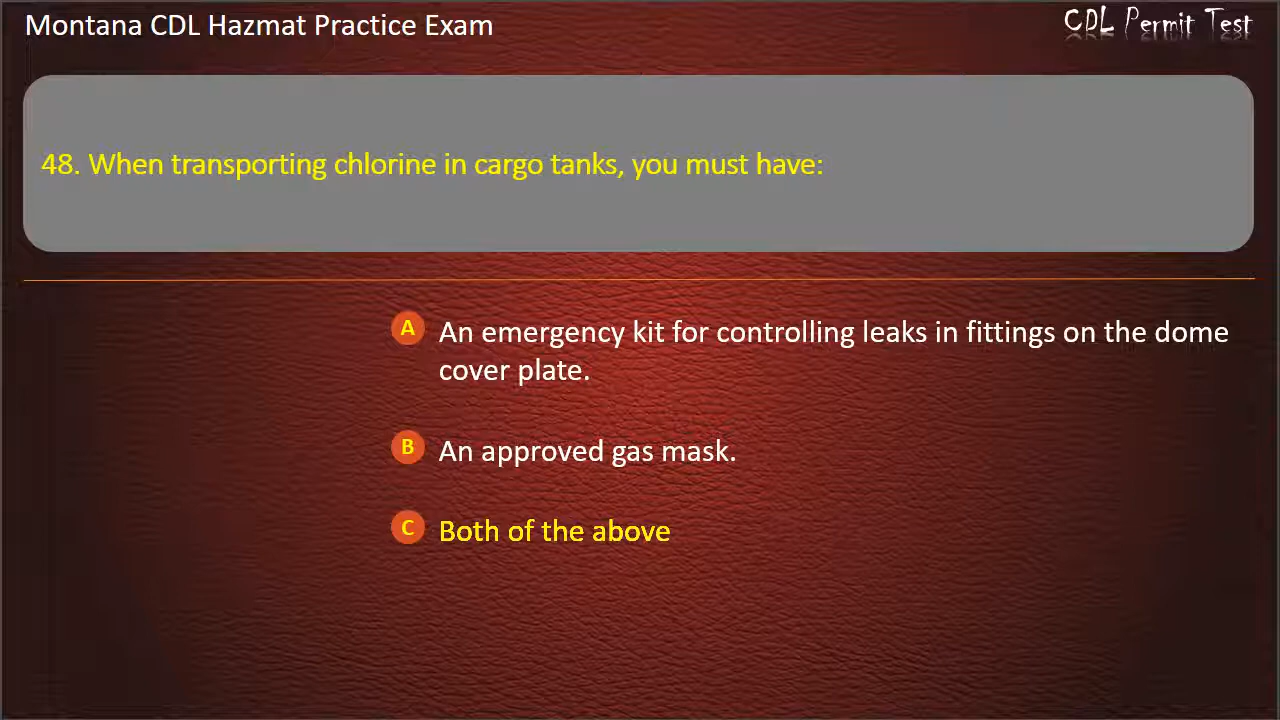 Montana CDL Hazmat Practice Exam
CDL Permit Test
48. When transporting chlorine in cargo tanks, you must have:
A An emergency kit for controlling leaks in fittings on the dome
cover plate.
B An approved gas mask.
C Both of the above